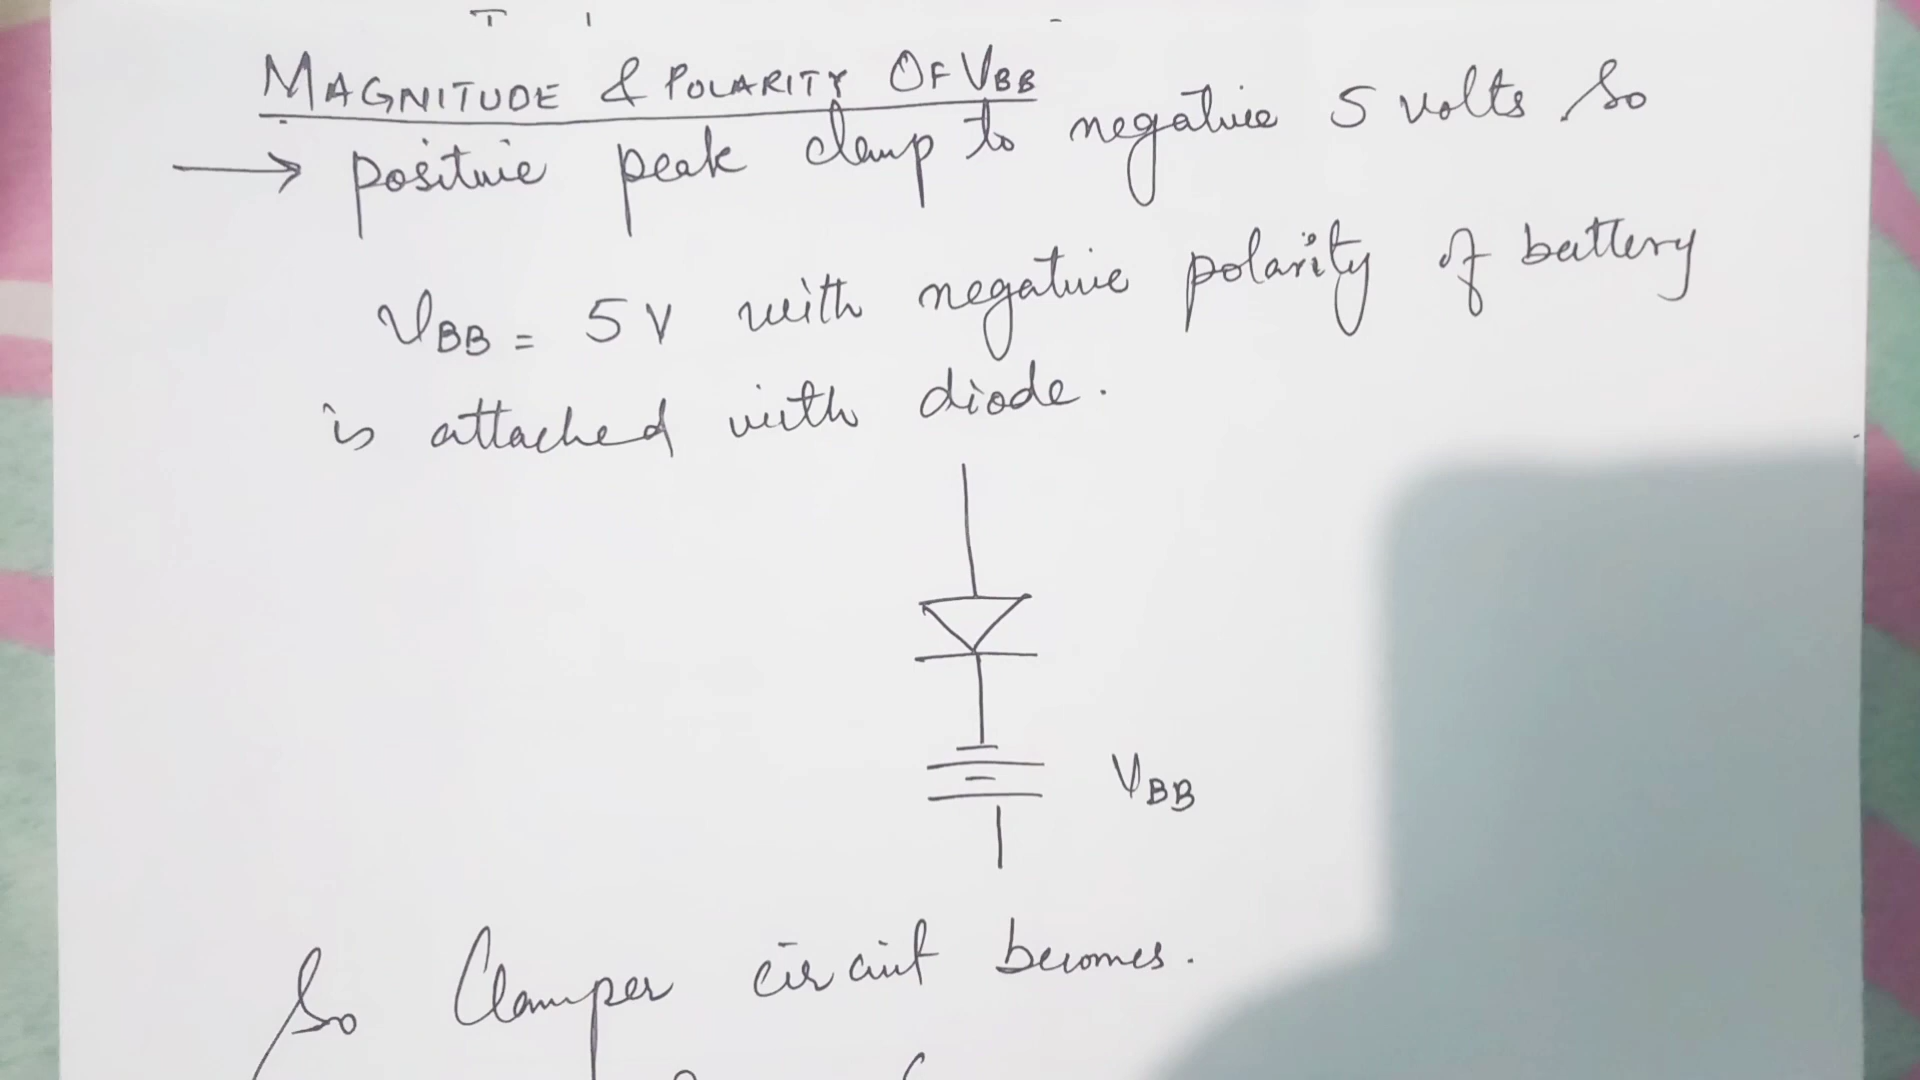 MAGNITUDE & POLARITY OF VBB
→ positive peak clamp to negative 5 volts so
VBB = 5V with negative polarity of battery
is attached with diode.
VBB
So Clamper circuit becomes.